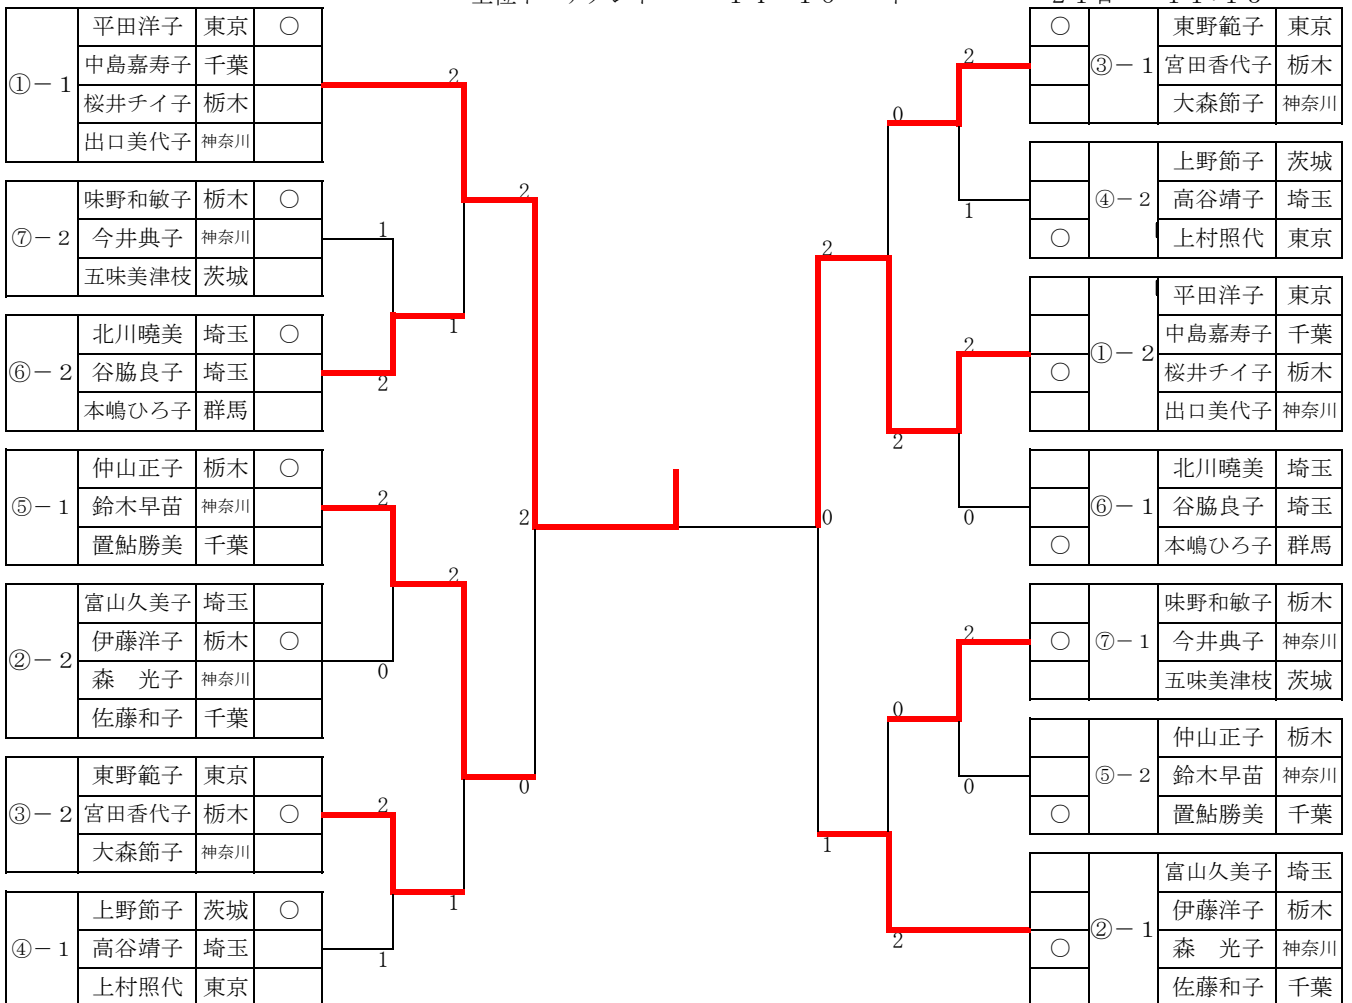 ①－１
平田洋子 東京 ○
中島嘉寿子 千葉
桜井チイ子 栃木
出口美代子 神奈川
⑦－２
味野和敏子 栃木 ○
今井典子 神奈川
五味美津枝 茨城
⑥－２
北川曉美 埼玉 ○
谷脇良子 埼玉
本嶋ひろ子 群馬
⑤－１
仲山正子 栃木 ○
鈴木早苗 神奈川
置鮎勝美 千葉
②－２
富山久美子 埼玉
伊藤洋子 栃木 ○
森　光子 神奈川
佐藤和子 千葉
③－２
東野範子 東京
宮田香代子 栃木 ○
大森節子 神奈川
④－１
上野節子 茨城 ○
高谷靖子 埼玉
上村照代 東京
2
1
2
2
0
2
1
2
1
2
1
2
0
2
0
2
1
0
1
2
2
0
2
2
0
0
2
0
2
○ ③－１ 東野範子 東京
宮田香代子 栃木
大森節子 神奈川
④－２
上野節子 茨城
高谷靖子 埼玉
○ 上村照代 東京
①－２
平田洋子 東京
中島嘉寿子 千葉
○ 桜井チイ子 栃木
出口美代子 神奈川
⑥－１
北川曉美 埼玉
谷脇良子 埼玉
○ 本嶋ひろ子 群馬
⑦－１
味野和敏子 栃木
○ 今井典子 神奈川
五味美津枝 茨城
⑤－２
仲山正子 栃木
鈴木早苗 神奈川
○ 置鮎勝美 千葉
②－１
富山久美子 埼玉
伊藤洋子 栃木
○ 森　光子 神奈川
佐藤和子 千葉